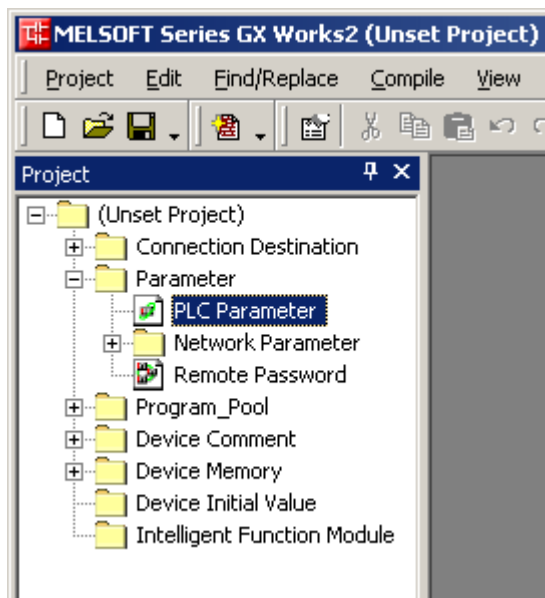 MELSOFT Series GX Works2 (Unset Project)
Project Edit Find/Replace Compile View
Project
(Unset Project)
Connection Destination
Parameter
PLC Parameter
Network Parameter
Remote Password
Program_Pool
Device Comment
Device Memory
Device Initial Value
Intelligent Function Module